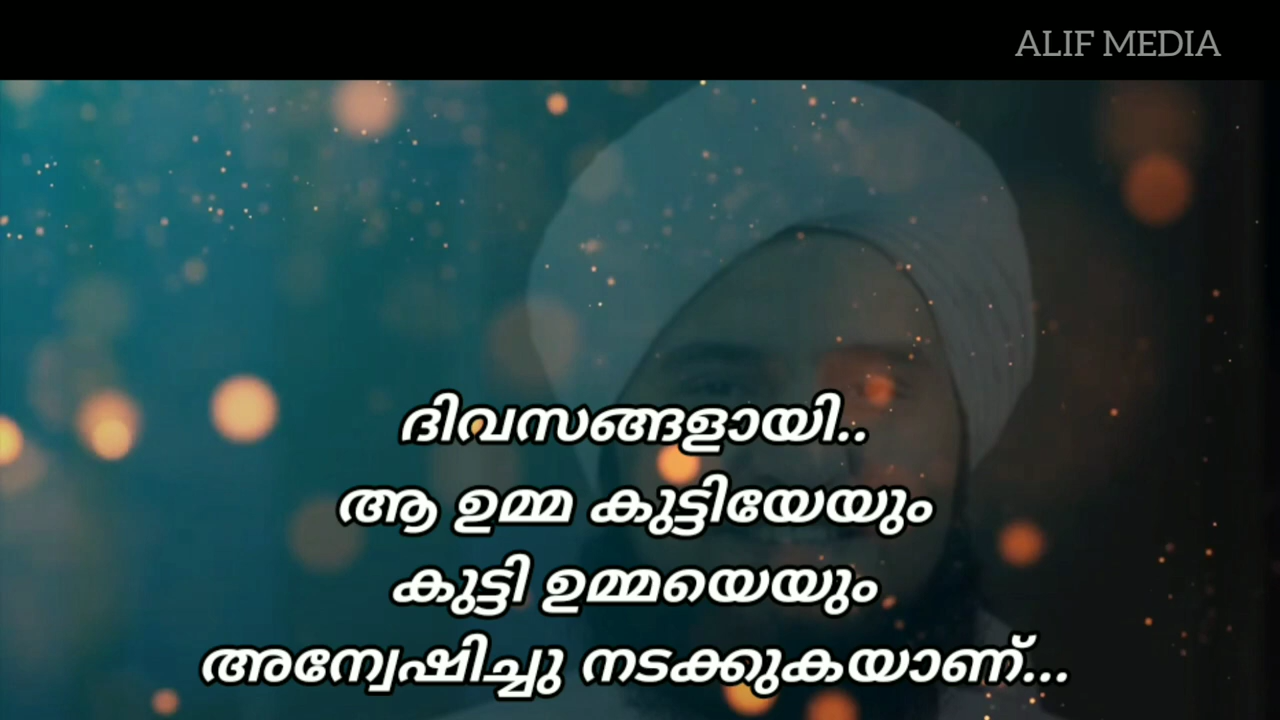 ALIF MEDIA
ദിവസങ്ങളായി..
ആ ഉമ്മ കുട്ടിയേയും
കുട്ടി ഉമ്മയെയും
അന്വേഷിച്ചു നടക്കുകയാണ്...